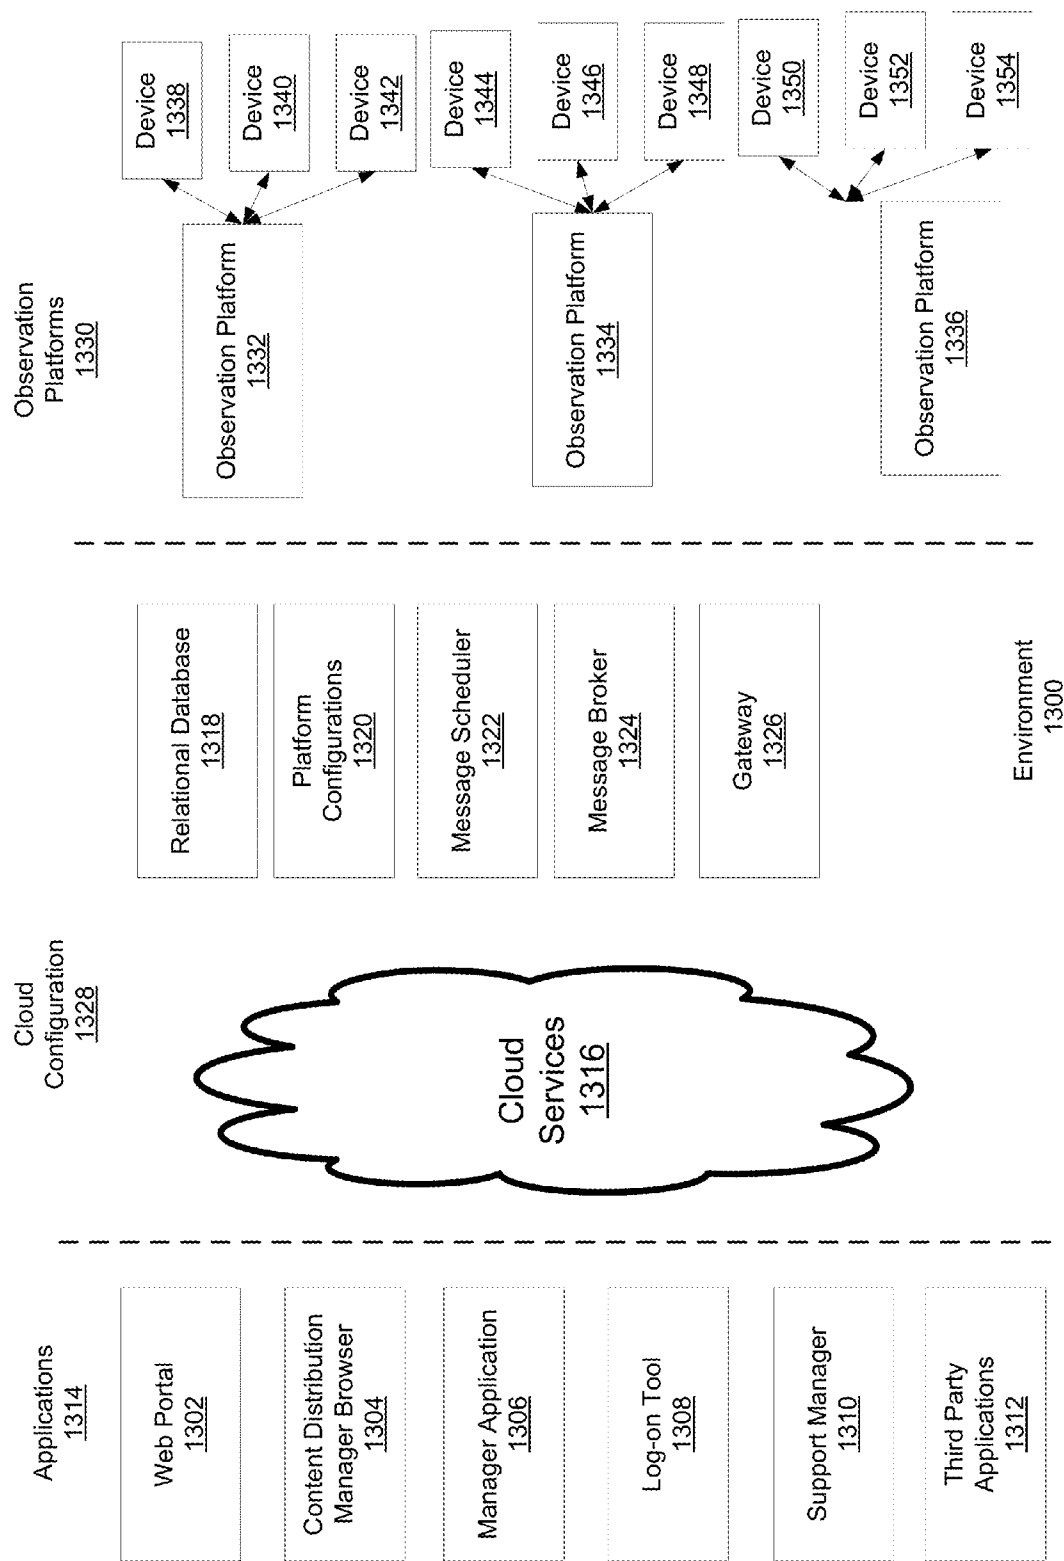 Applications
1314
Web Portal
1302
Content Distribution
Manager Browser
1304
Manager Application
1306
Log-on Tool
1308
Support Manager
1310
Third Party
Applications
1312
Cloud
Configuration
1328
Cloud
Services
1316
Relational Database
1318
Platform
Configurations
1320
Message Scheduler
1322
Message Broker
1324
Gateway
1326
Environment
1300
Observation
Platforms
1330
Observation Platform
1332
Observation Platform
1334
Observation Platform
1336
Device
1338
Device
1340
Device
1342
Device
1344
Device
1346
Device
1348
Device
1350
Device
1352
Device
1354